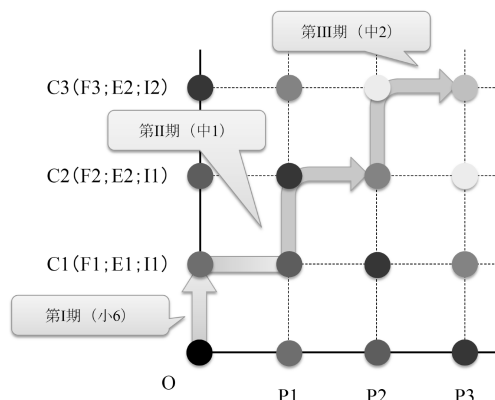 第III期（中2）
C3（F3；E2；I2）
第II期（中1）
C2（F2；E2；I1）
C1（F1；E1；I1）
第I期（小6）
O
P1 P2 P3